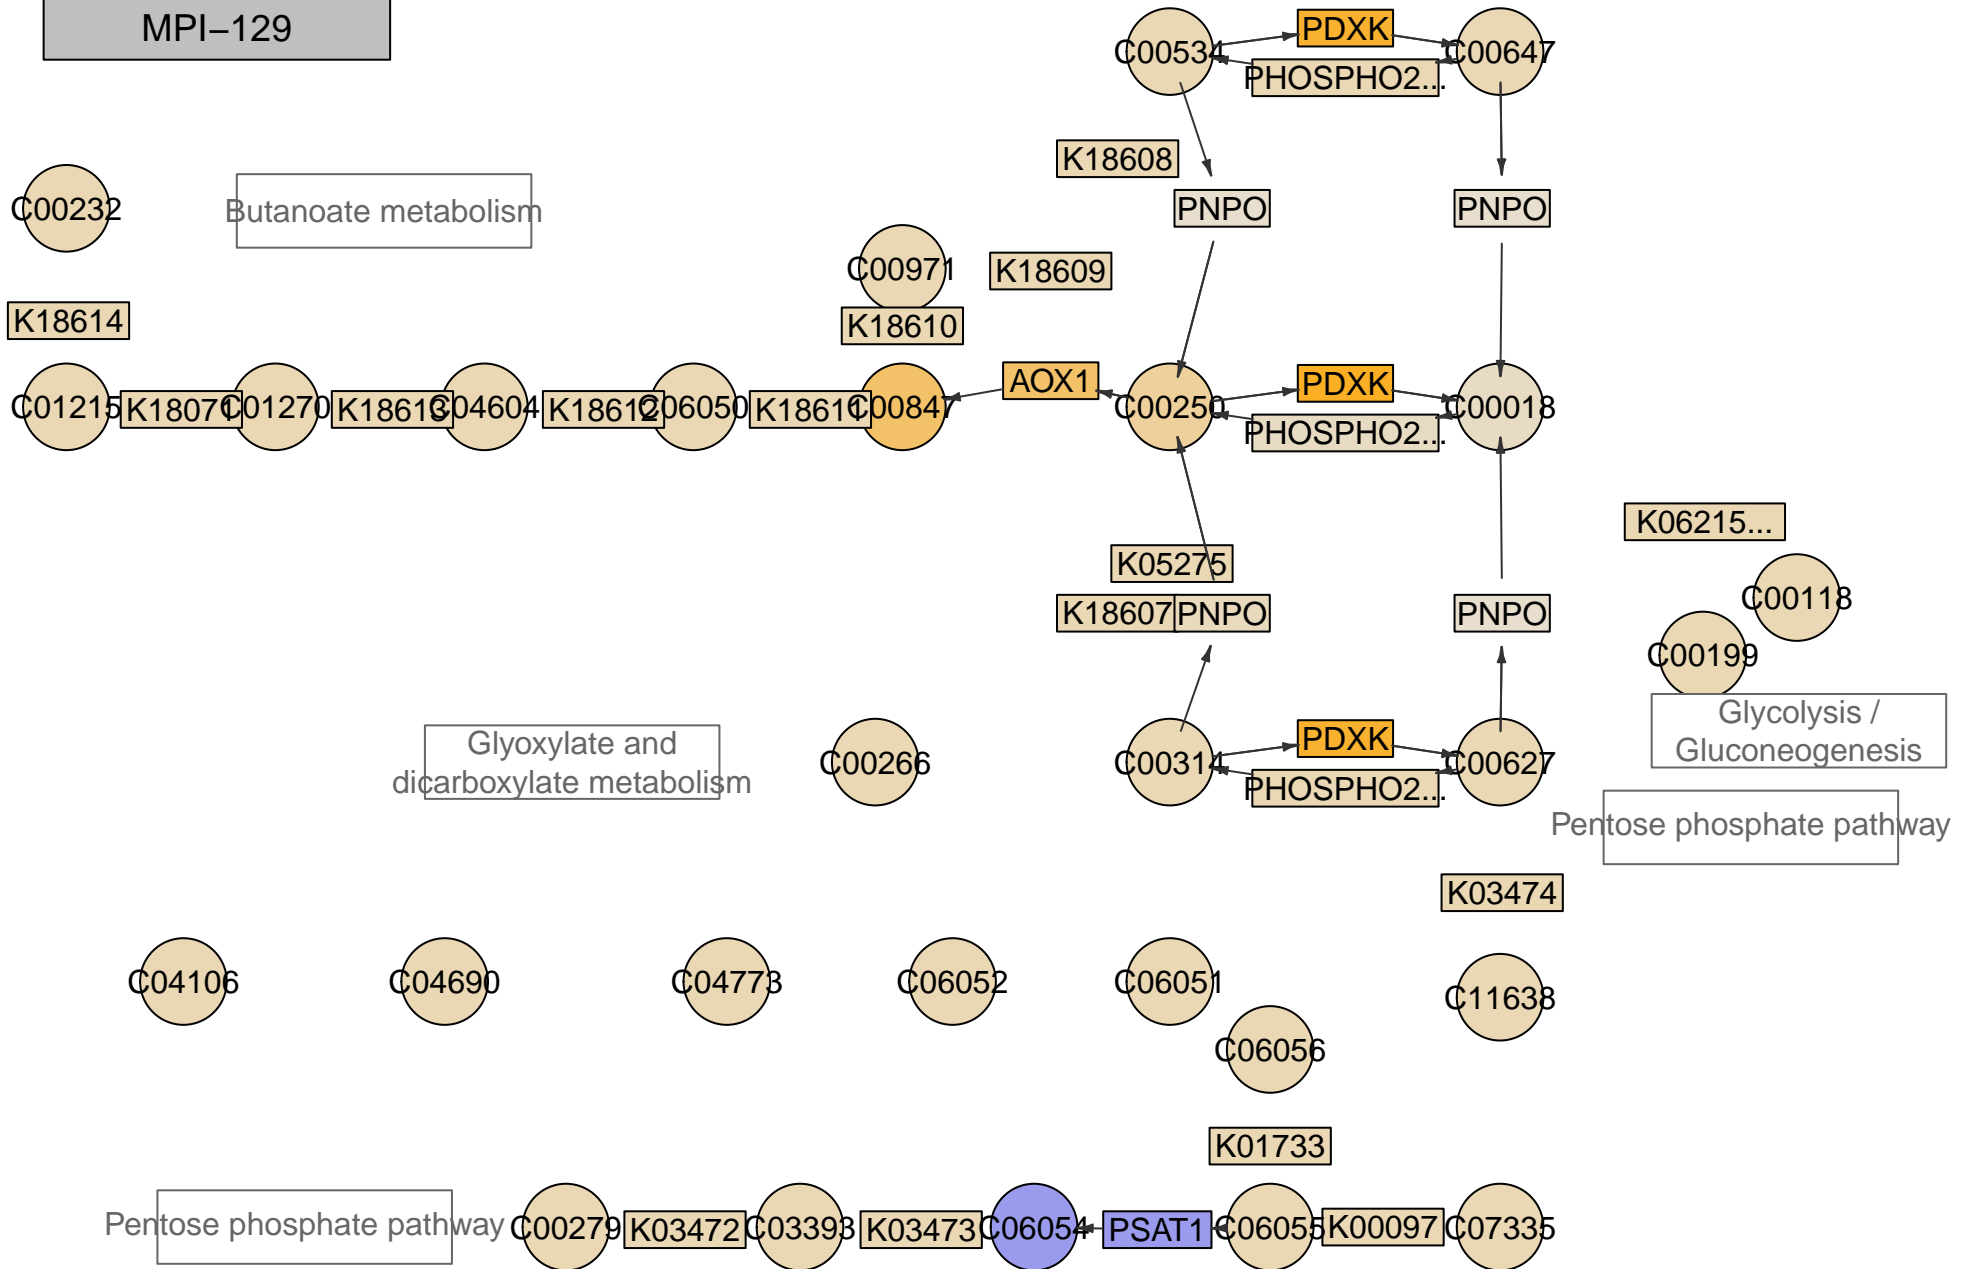 MPI−129
C00534
PDXK
C00647
PHOSPHO2...
K18608
C00232
Butanoate metabolism
PNPO
PNPO
C00971
K18609
K18614
K18610
AOX1
PDXK
C01215
K18071
C01270
K18613
C04604
K18612
C06050
K18611
C00847
C00250
C00018
PHOSPHO2...
K06215...
K05275
C00118
K18607
PNPO
PNPO
C00199
Glycolysis /
Gluconeogenesis
Glyoxylate and
dicarboxylate metabolism
C00266
C00314
PDXK
C00627
PHOSPHO2...
Pentose phosphate pathway
K03474
C04106
C04690
C04773
C06052
C06051
C11638
C06056
K01733
Pentose phosphate pathway
C00279
K03472
C03393
K03473
C06054
PSAT1
C06055
K00097
C07335